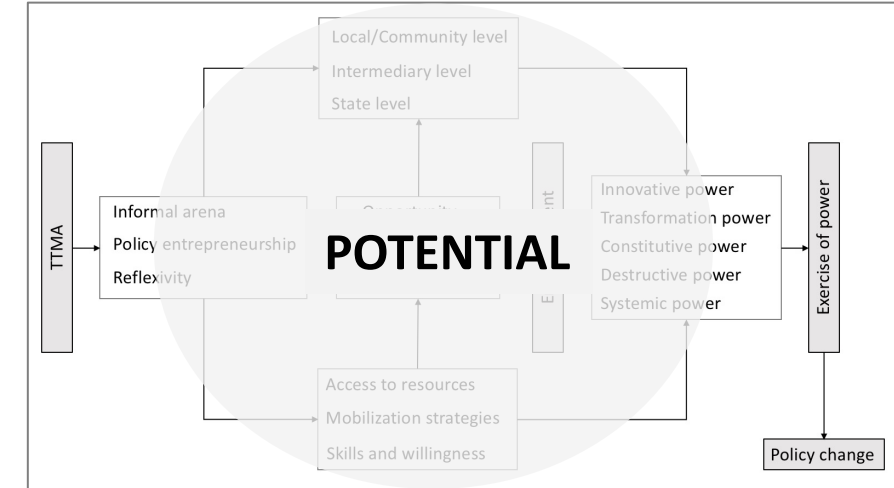 Local/Community level
Intermediary level
State level
TTMA
Informal arena
Policy entrepreneurship
Reflexivity
POTENTIAL
Innovative power
Transformation power
Constitutive power
Destructive power
Systemic power
Exercise of power
Access to resources
Mobilization strategies
Skills and willingness
Policy change